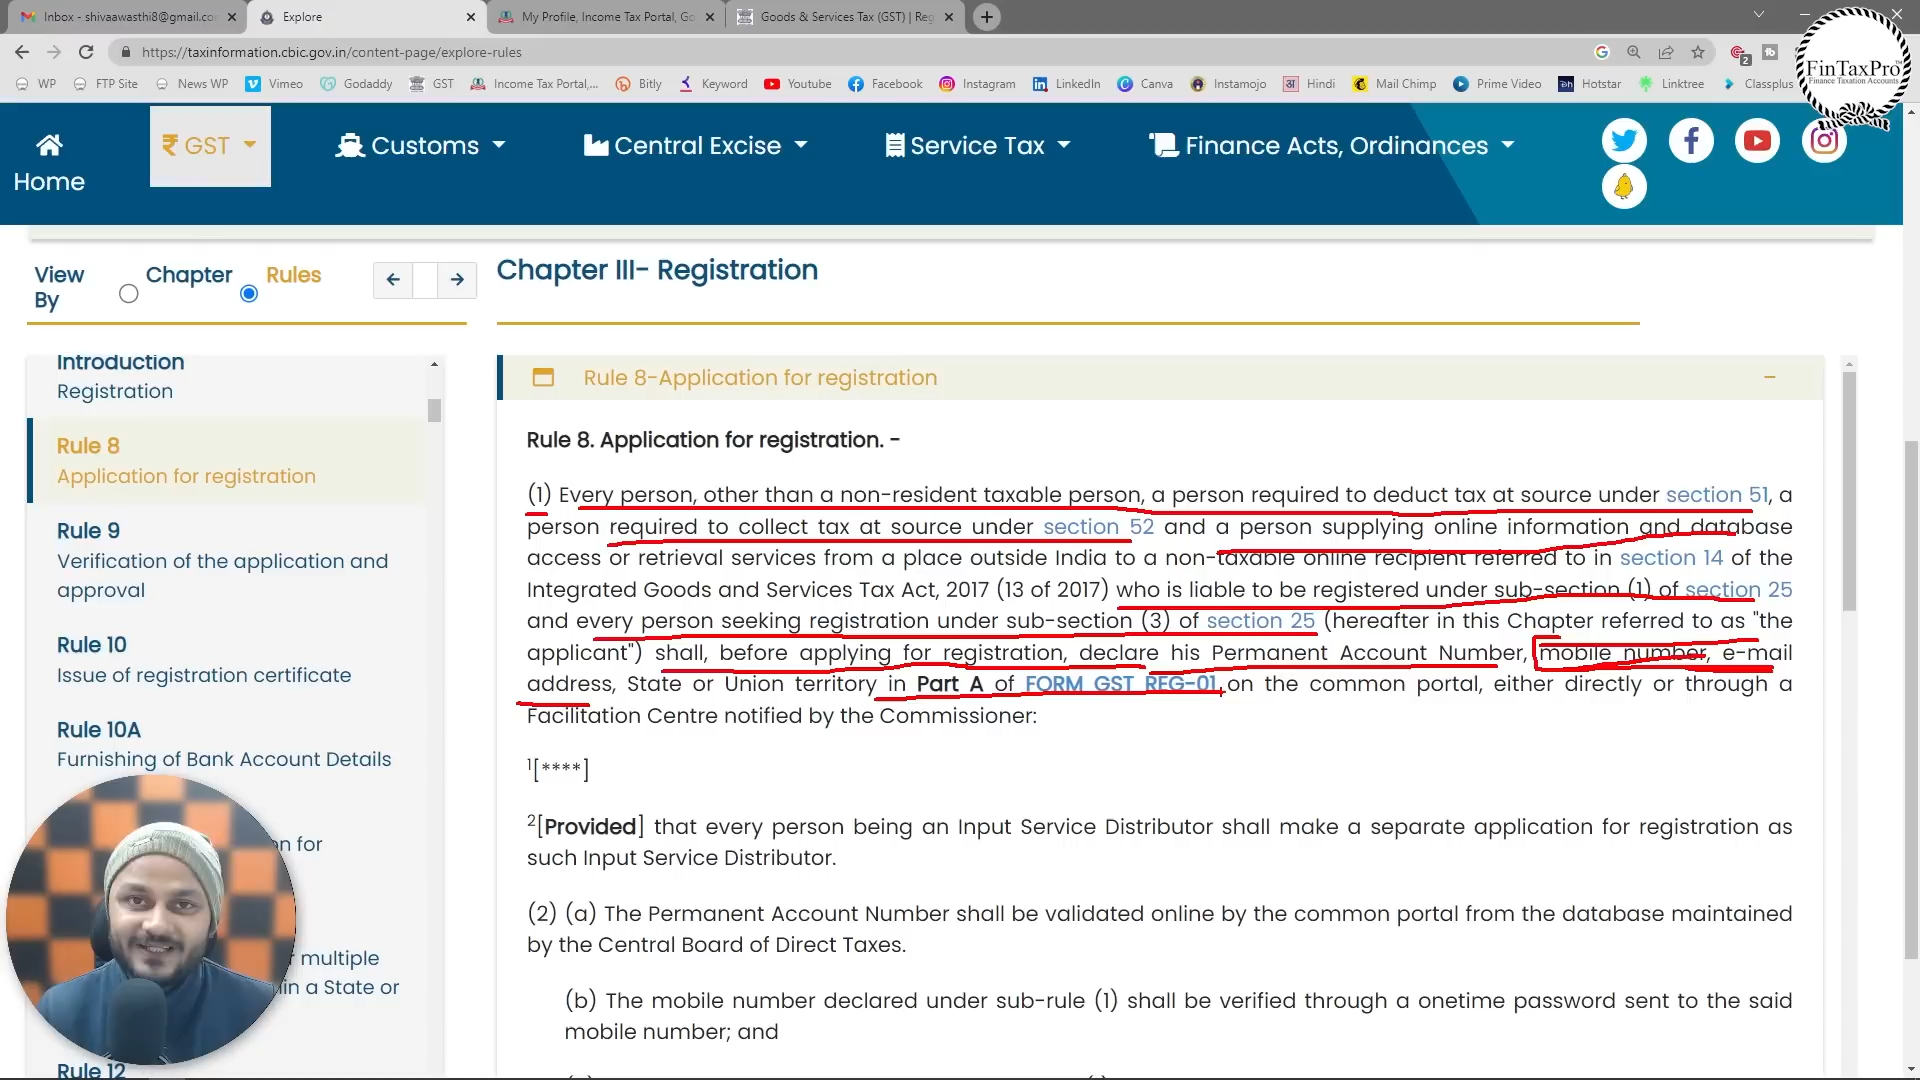 Inbox - shivaawasthi8@gmail.co
Explore
My Profile, Income Tax Portal, Go
Goods & Services Tax (GST) | Reg
https://taxinformation.cbic.gov.in/content-page/explore-rules
2
WP
FTP Site
News WP
Vimeo
Godaddy
GST
Income Tax Portal,...
Bitly
Keyword
Youtube
Facebook
Instagram
LinkedIn
Canva
Instamojo
Hindi
Mail Chimp
Prime Video
Hotstar
Linktree
Classplus
FinTaxPro
Finance Taxation Accounts
Home
₹ GST
Customs
Central Excise
Service Tax
Finance Acts, Ordinances
View By
Chapter
Rules
Chapter III- Registration
Introduction
Registration
Rule 8
Application for registration
Rule 9
Verification of the application and
approval
Rule 10
Issue of registration certificate
Rule 10A
Furnishing of Bank Account Details
n for
multiple
in a State or
Rule 12
Rule 8-Application for registration
Rule 8. Application for registration. -
(1) Every person, other than a non-resident taxable person, a person required to deduct tax at source under section 51, a
person required to collect tax at source under section 52 and a person supplying online information and database
access or retrieval services from a place outside India to a non-taxable online recipient referred to in section 14 of the
Integrated Goods and Services Tax Act, 2017 (13 of 2017) who is liable to be registered under sub-section (1) of section 25
and every person seeking registration under sub-section (3) of section 25 (hereafter in this Chapter referred to as "the
applicant") shall, before applying for registration, declare his Permanent Account Number, mobile number, e-mail
address, State or Union territory in Part A of FORM GST REG-01 on the common portal, either directly or through a
Facilitation Centre notified by the Commissioner:
1[****]
2[Provided] that every person being an Input Service Distributor shall make a separate application for registration as
such Input Service Distributor.
(2) (a) The Permanent Account Number shall be validated online by the common portal from the database maintained
by the Central Board of Direct Taxes.
(b) The mobile number declared under sub-rule (1) shall be verified through a onetime password sent to the said
mobile number; and